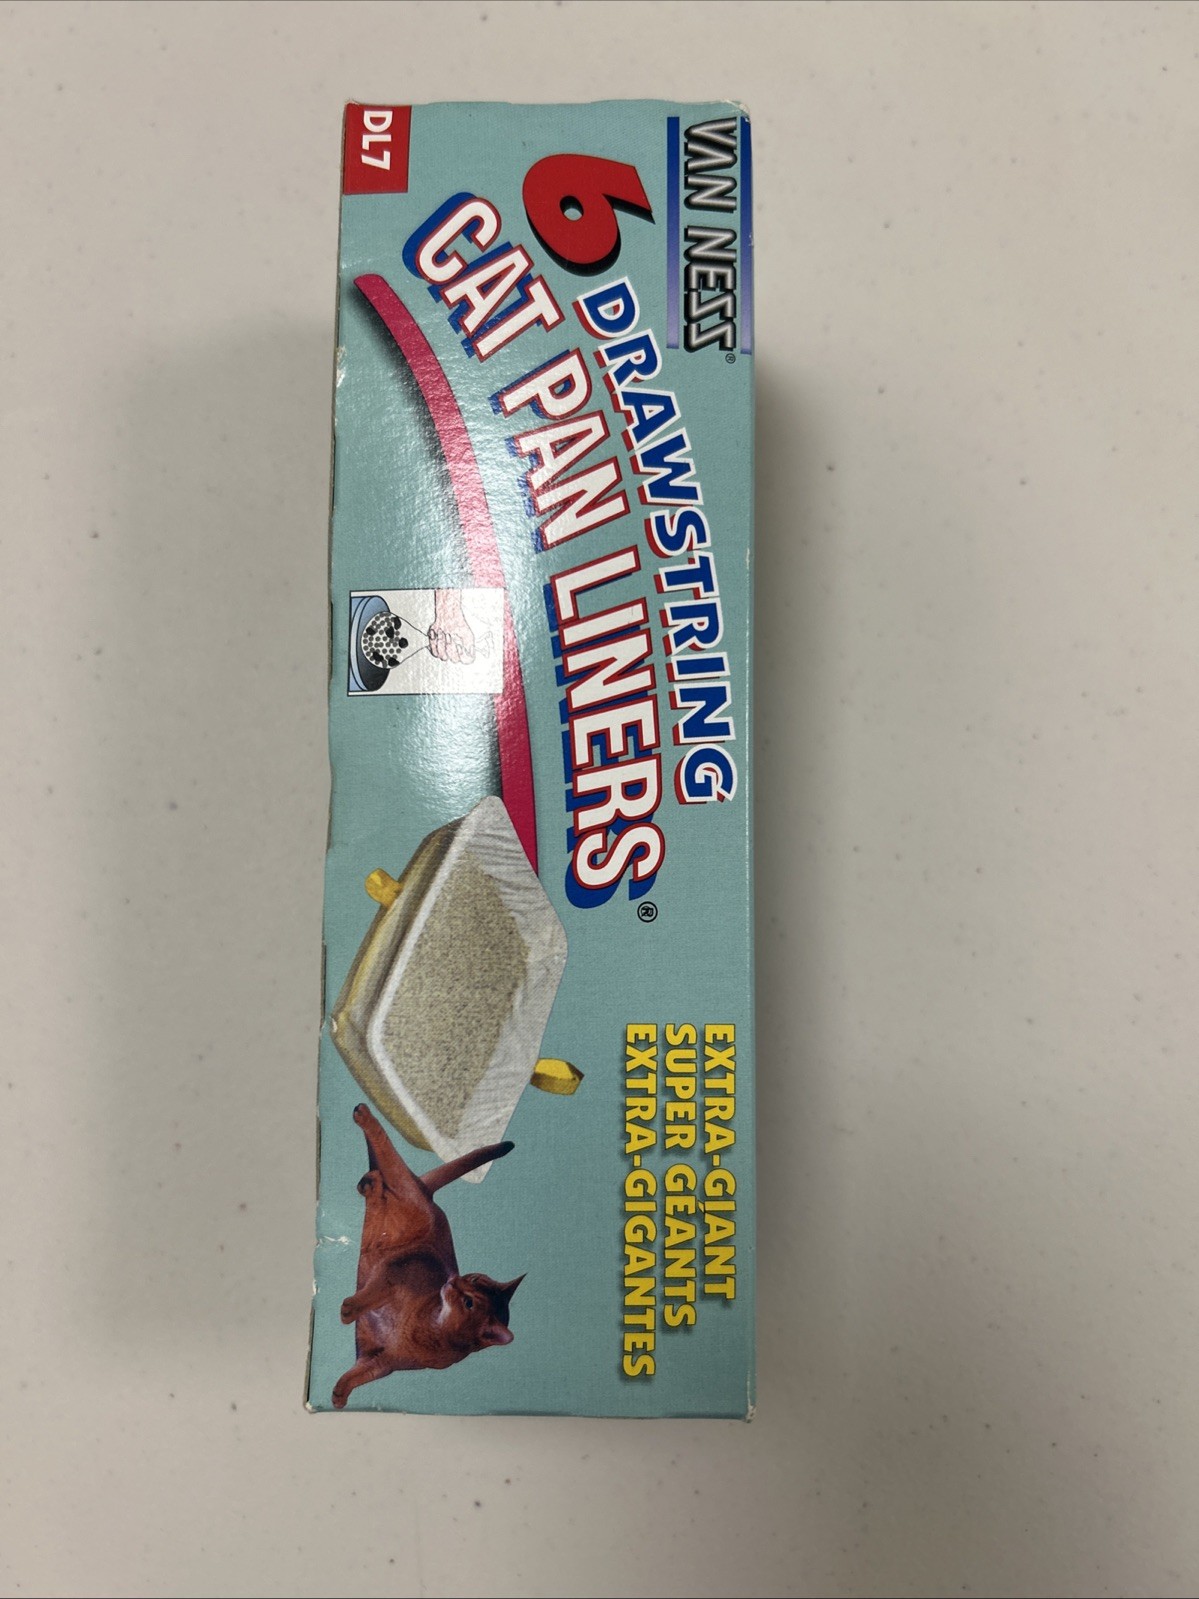 VAN NESS®
6 DRAWSTRING
CAT PAN LINERS®
EXTRA-GIANT
SUPER GÉANTS
EXTRA-GIGANTES
DL7